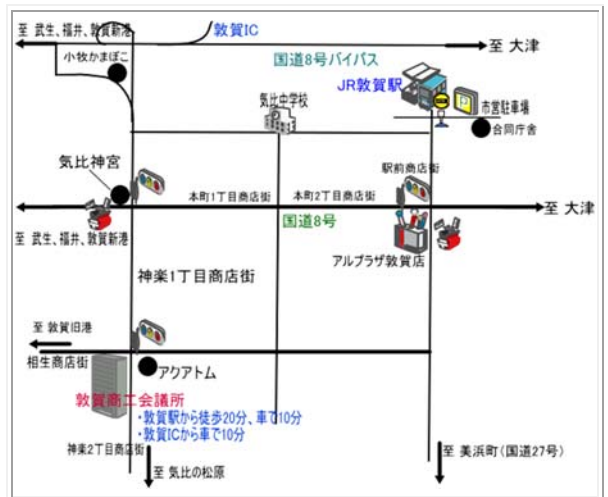 至 武生、福井、敦賀新港
敦賀IC
至 大津
小牧かまぼこ
国道8号バイパス
JR敦賀駅
気比中学校
市営駐車場
合同庁舎
気比神宮
駅前商店街
本町1丁目商店街
本町2丁目商店街
至 大津
国道8号
至 武生、福井、敦賀新港
アルプラザ敦賀店
神楽1丁目商店街
至 敦賀旧港
相生商店街
アクアトム
敦賀商工会議所
・敦賀駅から徒歩20分、車で10分
・敦賀ICから車で10分
神楽2丁目商店街
至 気比の松原
至 美浜町(国道27号)